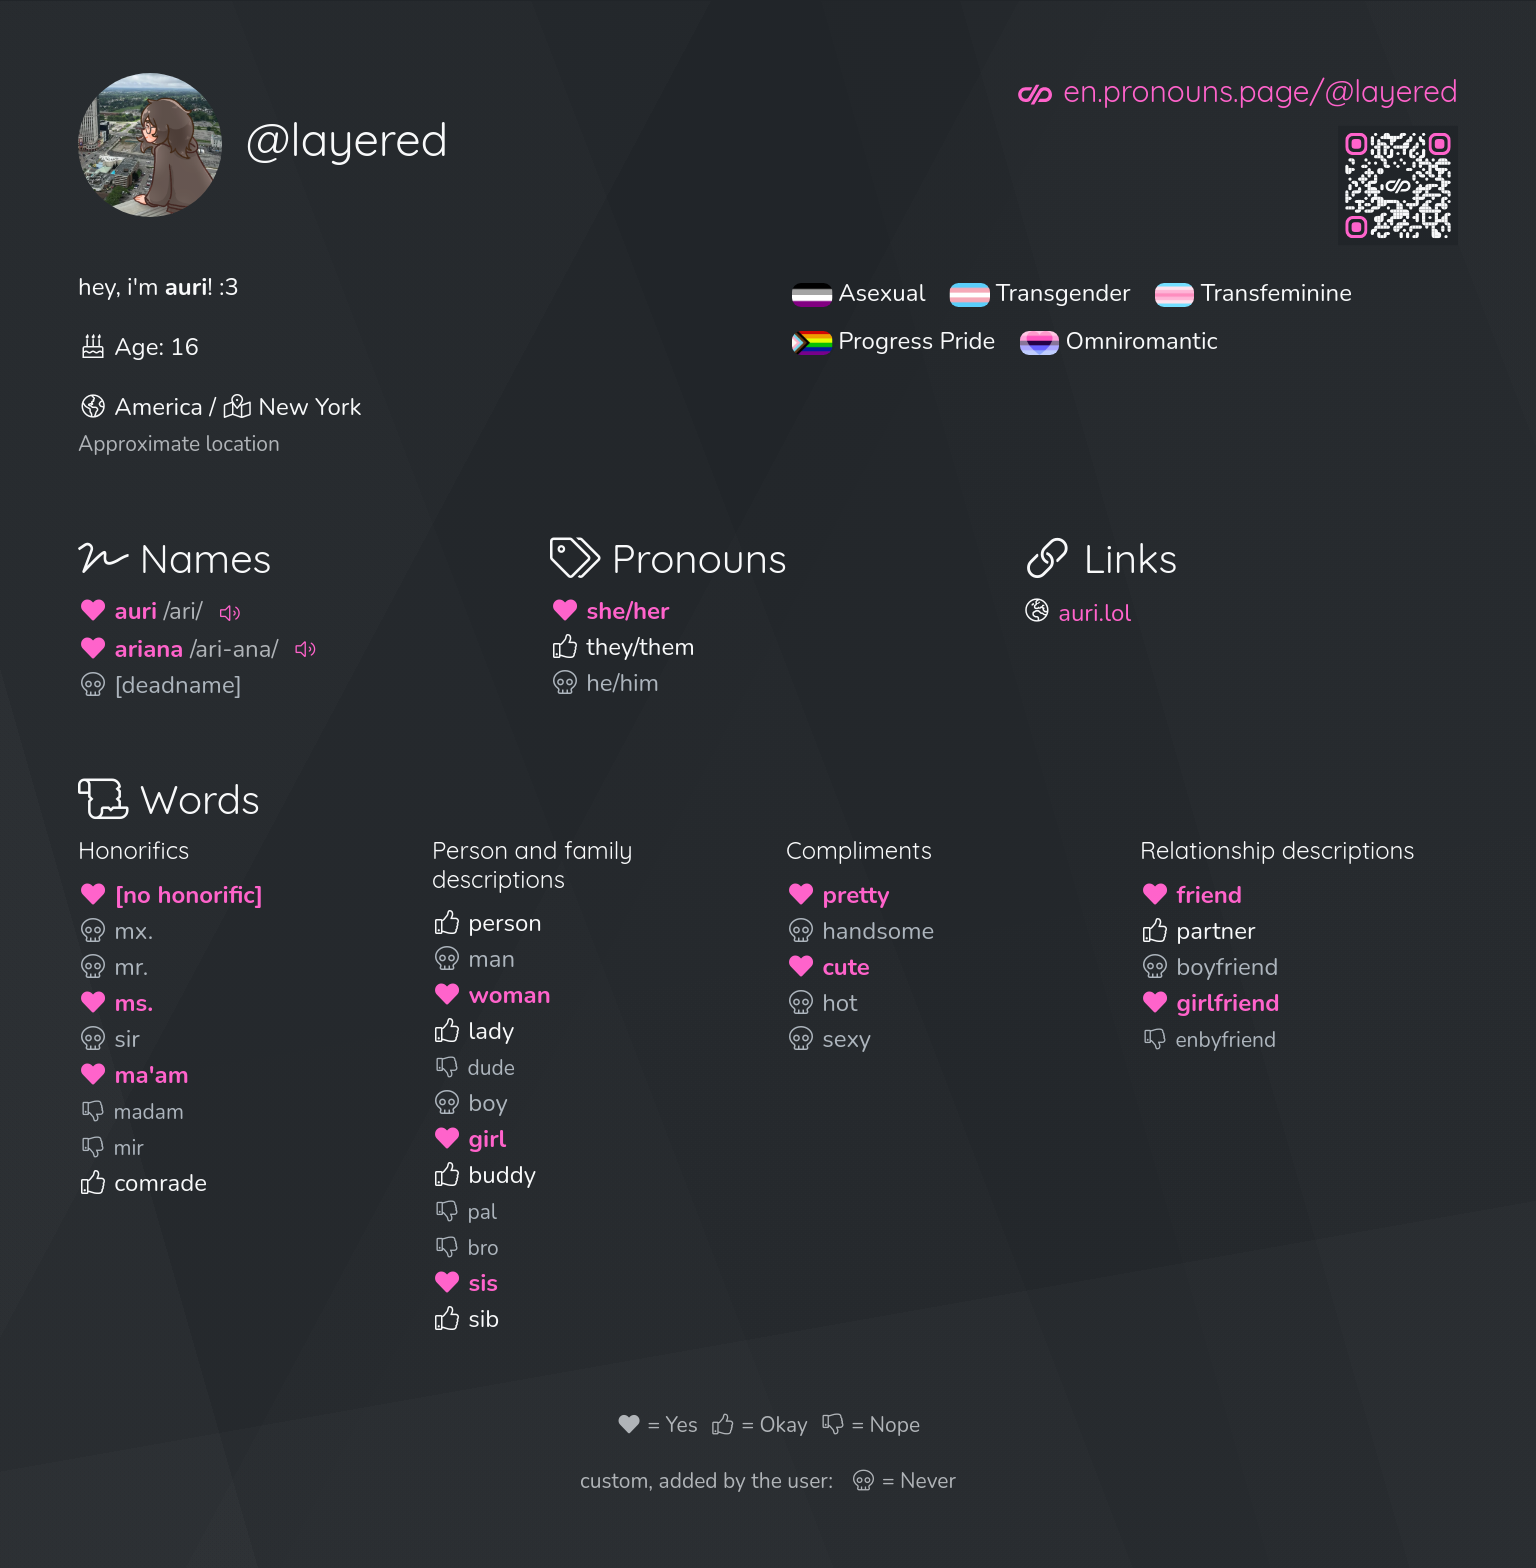 @layered
en.pronouns.page/@layered
hey, i'm auri! :3
Age: 16
America / New York
Approximate location
Asexual Transgender Transfeminine
Progress Pride Omniromantic
Names
auri /ari/
ariana /ari-ana/
[deadname]
Pronouns
she/her
they/them
he/him
Links
auri.lol
Words
Honorifics
[no honorific]
mx.
mr.
ms.
sir
ma'am
madam
mir
comrade
Person and family
descriptions
person
man
woman
lady
dude
boy
girl
buddy
pal
bro
sis
sib
Compliments
pretty
handsome
cute
hot
sexy
Relationship descriptions
friend
partner
boyfriend
girlfriend
enbyfriend
= Yes = Okay = Nope
custom, added by the user: = Never